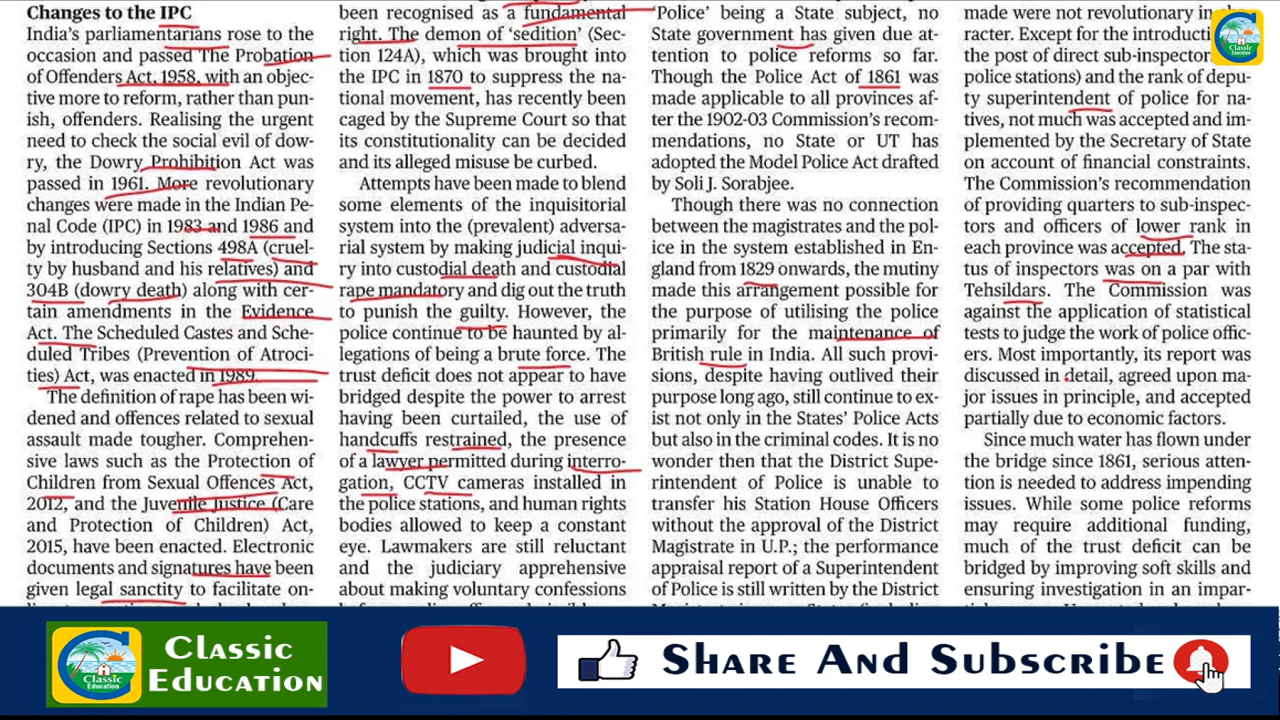 Changes to the IPC
India's parliamentarians rose to the
occasion and passed The Probation
of Offenders Act, 1958, with an objec-
tive more to reform, rather than pun-
ish, offenders. Realising the urgent
need to check the social evil of dow-
ry, the Dowry Prohibition Act was
passed in 1961. More revolutionary
changes were made in the Indian Pe-
nal Code (IPC) in 1983 and 1986 and
by introducing Sections 498A (cruel-
ty by husband and his relatives) and
304B (dowry death) along with cer-
tain amendments in the Evidence
Act. The Scheduled Castes and Sche-
duled Tribes (Prevention of Atroci-
ties) Act, was enacted in 1989.
The definition of rape has been wi-
dened and offences related to sexual
assault made tougher. Comprehen-
sive laws such as the Protection of
Children from Sexual Offences Act,
2012, and the Juvenile Justice (Care
and Protection of Children) Act,
2015, have been enacted. Electronic
documents and signatures have been
given legal sanctity to facilitate on-
been recognised as a fundamental
right. The demon of 'sedition' (Sec-
tion 124A), which was brought into
the IPC in 1870 to suppress the na-
tional movement, has recently been
caged by the Supreme Court so that
its constitutionality can be decided
and its alleged misuse be curbed.
Attempts have been made to blend
some elements of the inquisitorial
system into the (prevalent) adversa-
rial system by making judicial inqui-
ry into custodial death and custodial
rape mandatory and dig out the truth
to punish the guilty. However, the
police continue to be haunted by al-
legations of being a brute force. The
trust deficit does not appear to have
bridged despite the power to arrest
having been curtailed, the use of
handcuffs restrained, the presence
of a lawyer permitted during interro-
gation, CCTV cameras installed in
the police stations, and human rights
bodies allowed to keep a constant
eye. Lawmakers are still reluctant
and the judiciary apprehensive
about making voluntary confessions
'Police' being a State subject, no
State government has given due at-
tention to police reforms so far.
Though the Police Act of 1861 was
made applicable to all provinces af-
ter the 1902-03 Commission's recom-
mendations, no State or UT has
adopted the Model Police Act drafted
by Soli J. Sorabjee.
Though there was no connection
between the magistrates and the pol-
ice in the system established in En-
gland from 1829 onwards, the mutiny
made this arrangement possible for
the purpose of utilising the police
primarily for the maintenance of
British rule in India. All such provi-
sions, despite having outlived their
purpose long ago, still continue to ex-
ist not only in the States' Police Acts
but also in the criminal codes. It is no
wonder then that the District Supe-
rintendent of Police is unable to
transfer his Station House Officers
without the approval of the District
Magistrate in U.P.; the performance
appraisal report of a Superintendent
of Police is still written by the District
made were not revolutionary in
racter. Except for the introducti
the post of direct sub-inspector
police stations) and the rank of depu-
ty superintendent of police for na-
tives, not much was accepted and im-
plemented by the Secretary of State
on account of financial constraints.
The Commission's recommendation
of providing quarters to sub-inspec-
tors and officers of lower rank in
each province was accepted. The sta-
tus of inspectors was on a par with
Tehsildars. The Commission was
against the application of statistical
tests to judge the work of police offic-
ers. Most importantly, its report was
discussed in detail, agreed upon ma-
jor issues in principle, and accepted
partially due to economic factors.
Since much water has flown under
the bridge since 1861, serious atten-
tion is needed to address impending
issues. While some police reforms
may require additional funding,
much of the trust deficit can be
bridged by improving soft skills and
ensuring investigation in an impar-
Classic
Education
Classic
Education
Classic
Education
Share And Subscribe